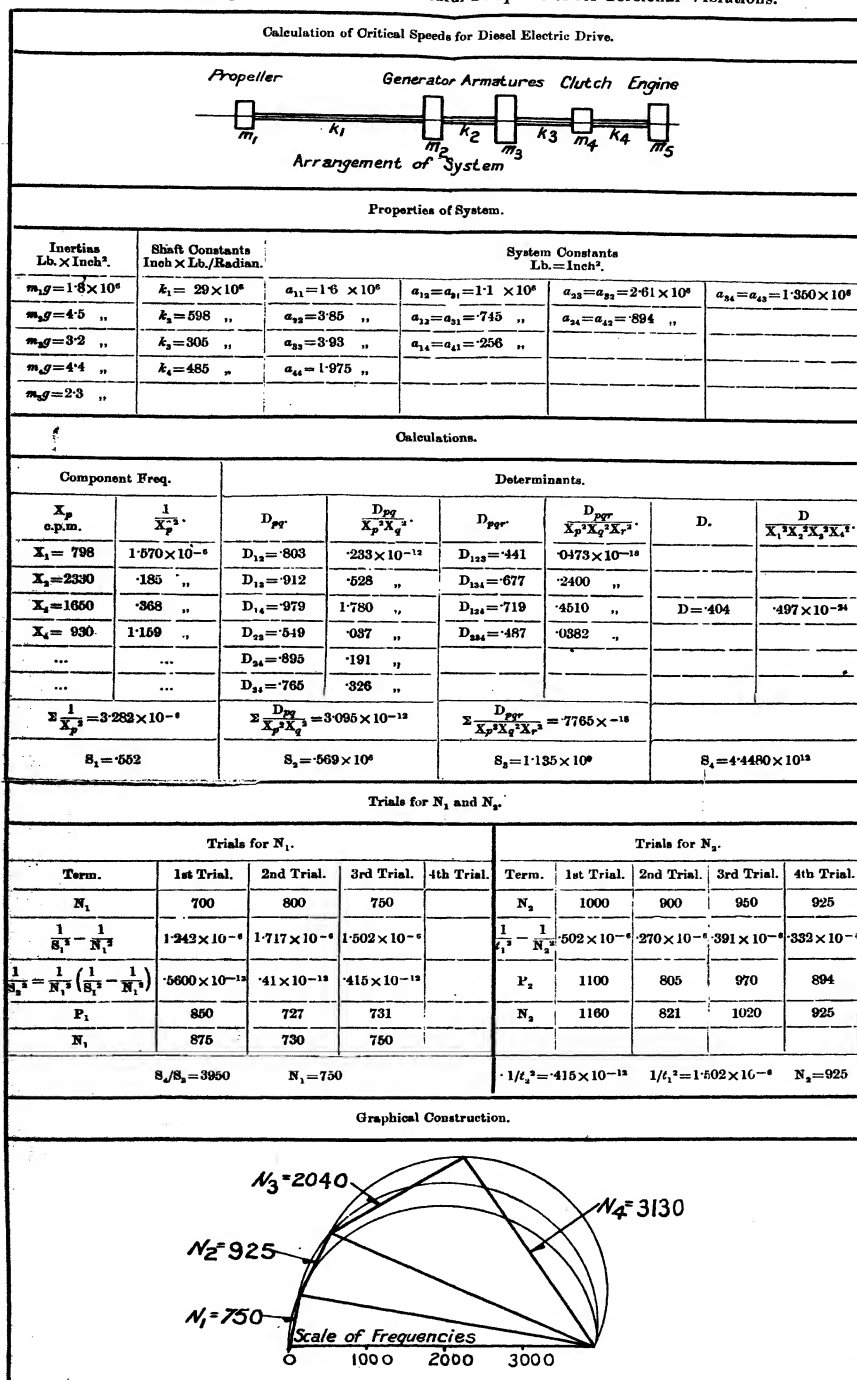 Calculation of Critical Speeds for Diesel Electric Drive.
Propeller Generator Armatures Clutch Engine
m₁ k₁ m₂ k₂ m₃ k₃ m₄ k₄ m₅
Arrangement of System
Properties of System.
Inertias Lb. × Inch². Shaft Constants Inch × Lb./Radian. System Constants Lb. = Inch².
m₁g=1·8×10⁶ k₁= 29×10⁶ a₁₁=1·6 ×10⁶ a₁₂=a₂₁=1·1 ×10⁶ a₂₃=a₃₂=2·61×10⁶ a₃₄=a₄₃=1·350×10⁶
m₂g=4·5 ,, k₂=598 ,, a₂₂=3·85 ,, a₁₃=a₃₁=·745 ,, a₂₄=a₄₂=·894 ,,
m₃g=3·2 ,, k₃=305 ,, a₃₃=3·93 ,, a₁₄=a₄₁=·256 ,,
m₄g=4·4 ,, k₄=485 ,, a₄₄= 1·975 ,,
m₅g=2·3 ,,
Calculations.
Component Freq. Determinants.
Xₚ c.p.m. 1/Xₚ². Dpq. Dpq/Xp²Xq². Dpqr. Dpqr/Xp²Xq²Xr². D. D/X₁²X₂²X₃²X₄².
X₁= 798 1·570×10⁻⁶ D₁₂=·803 ·233×10⁻¹² D₁₂₃=·441 ·0473×10⁻¹⁸
X₂=2330 ·185 ,, D₁₃=·912 ·528 ,, D₁₃₄=·677 ·2400 ,,
X₃=1650 ·368 ,, D₁₄=·979 1·780 ,, D₁₂₄=·719 ·4510 ,, D=·404 ·497×10⁻²⁴
X₄= 930 1·159 ,, D₂₃=·549 ·037 ,, D₂₃₄=·487 ·0382 ,,
... ... D₂₄=·895 ·191 ,,
... ... D₃₄=·765 ·326 ,,
Σ 1/Xp²=3·282×10⁻⁶ Σ Dpq/Xp²Xq²=3·095×10⁻¹² Σ Dpqr/Xp²Xq²Xr²=·7765×⁻¹⁸
S₁=·552 S₂=·569×10⁶ S₃=1·135×10⁹ S₄=4·4480×10¹²
Trials for N₁ and N₂.
Trials for N₁. Trials for N₂.
Term. 1st Trial. 2nd Trial. 3rd Trial. 4th Trial. Term. 1st Trial. 2nd Trial. 3rd Trial. 4th Trial.
N₁ 700 800 750 N₂ 1000 900 950 925
1/S₁² − 1/N₁² 1·242×10⁻⁶ 1·717×10⁻⁶ 1·502×10⁻⁶ 1/t₁² − 1/N₂² ·502×10⁻⁶ ·270×10⁻⁶ ·391×10⁻⁶ ·332×10⁻⁶
1/S₂² = 1/N₁² (1/S₁² − 1/N₁²) ·5600×10⁻¹² ·41×10⁻¹² ·415×10⁻¹² P₂ 1100 805 970 894
P₁ 850 727 731 N₂ 1160 821 1020 925
N₁ 875 730 750
S₄/S₃=3950 N₁=750 1/t₂²=·415×10⁻¹² 1/t₁²=1·502×10⁻⁶ N₂=925
Graphical Construction.
N₃=2040
N₄=3130
N₂=925
N₁=750
Scale of Frequencies
0 1000 2000 3000